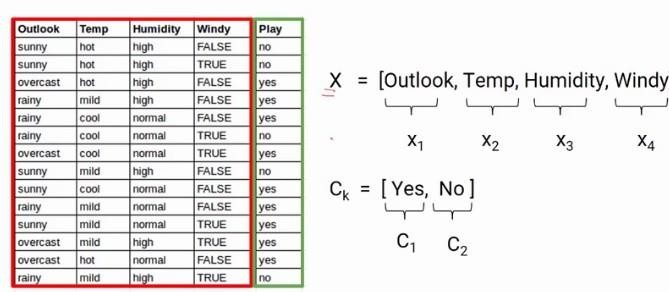 Outlook Temp Humidity Windy Play
sunny hot high FALSE no
sunny hot high TRUE no
overcast hot high FALSE yes
rainy mild high FALSE yes
rainy cool normal FALSE yes
rainy cool normal TRUE no
overcast cool normal TRUE yes
sunny mild high FALSE no
sunny cool normal FALSE yes
rainy mild normal FALSE yes
sunny mild normal TRUE yes
overcast mild high TRUE yes
overcast hot normal FALSE yes
rainy mild high TRUE no
X = [Outlook, Temp, Humidity, Windy
x₁ x₂ x₃ x₄
Cₖ = [ Yes, No ]
C₁ C₂